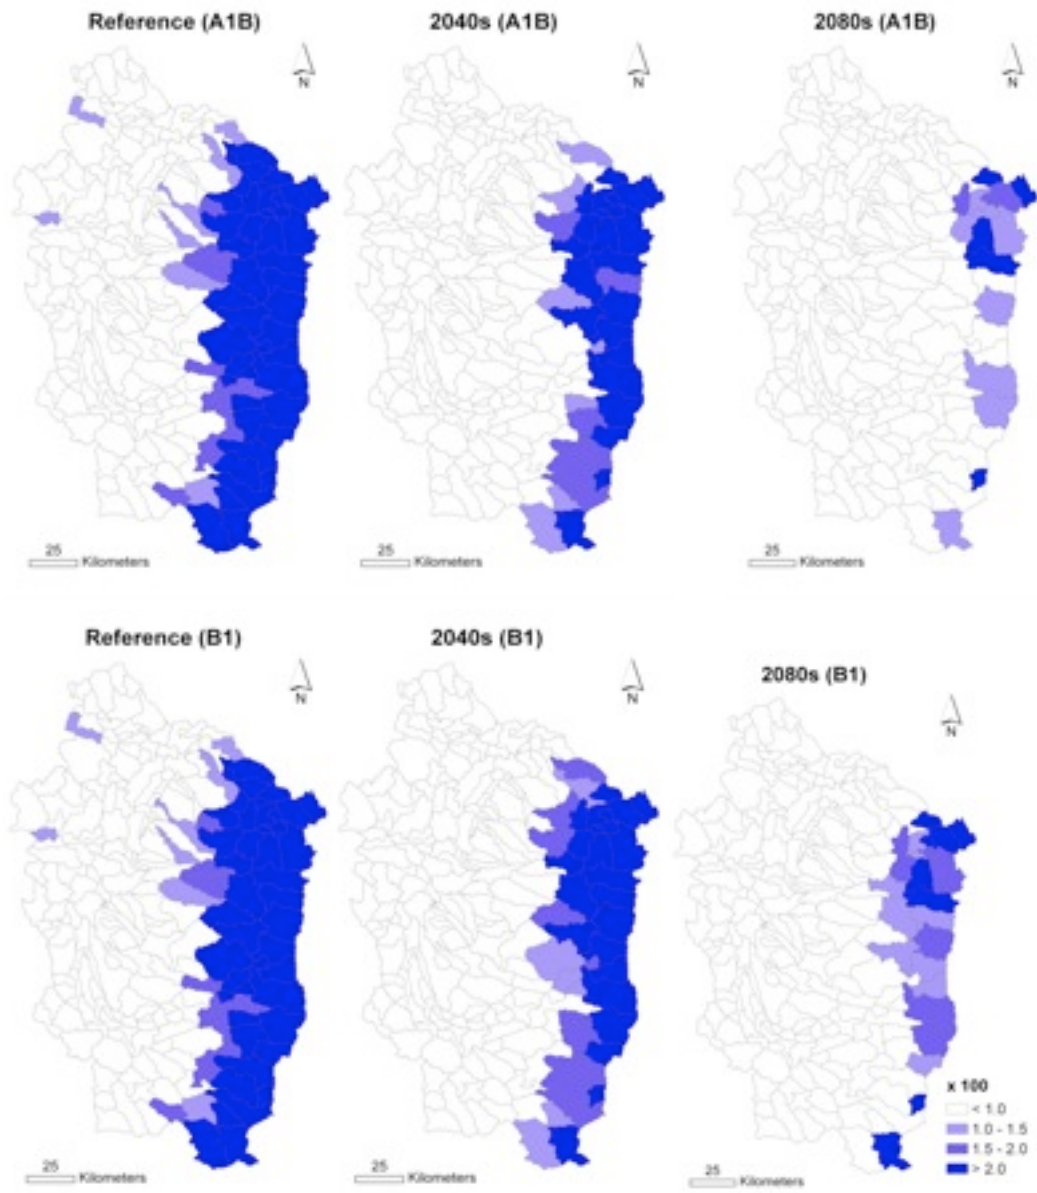 Reference (A1B)
2040s (A1B)
2080s (A1B)
N
N
N
25
Kilometers
25
Kilometers
25
Kilometers
Reference (B1)
2040s (B1)
2080s (B1)
N
N
N
x 100
< 1.0
1.0 - 1.5
1.5 - 2.0
> 2.0
25
Kilometers
25
Kilometers
25
Kilometers